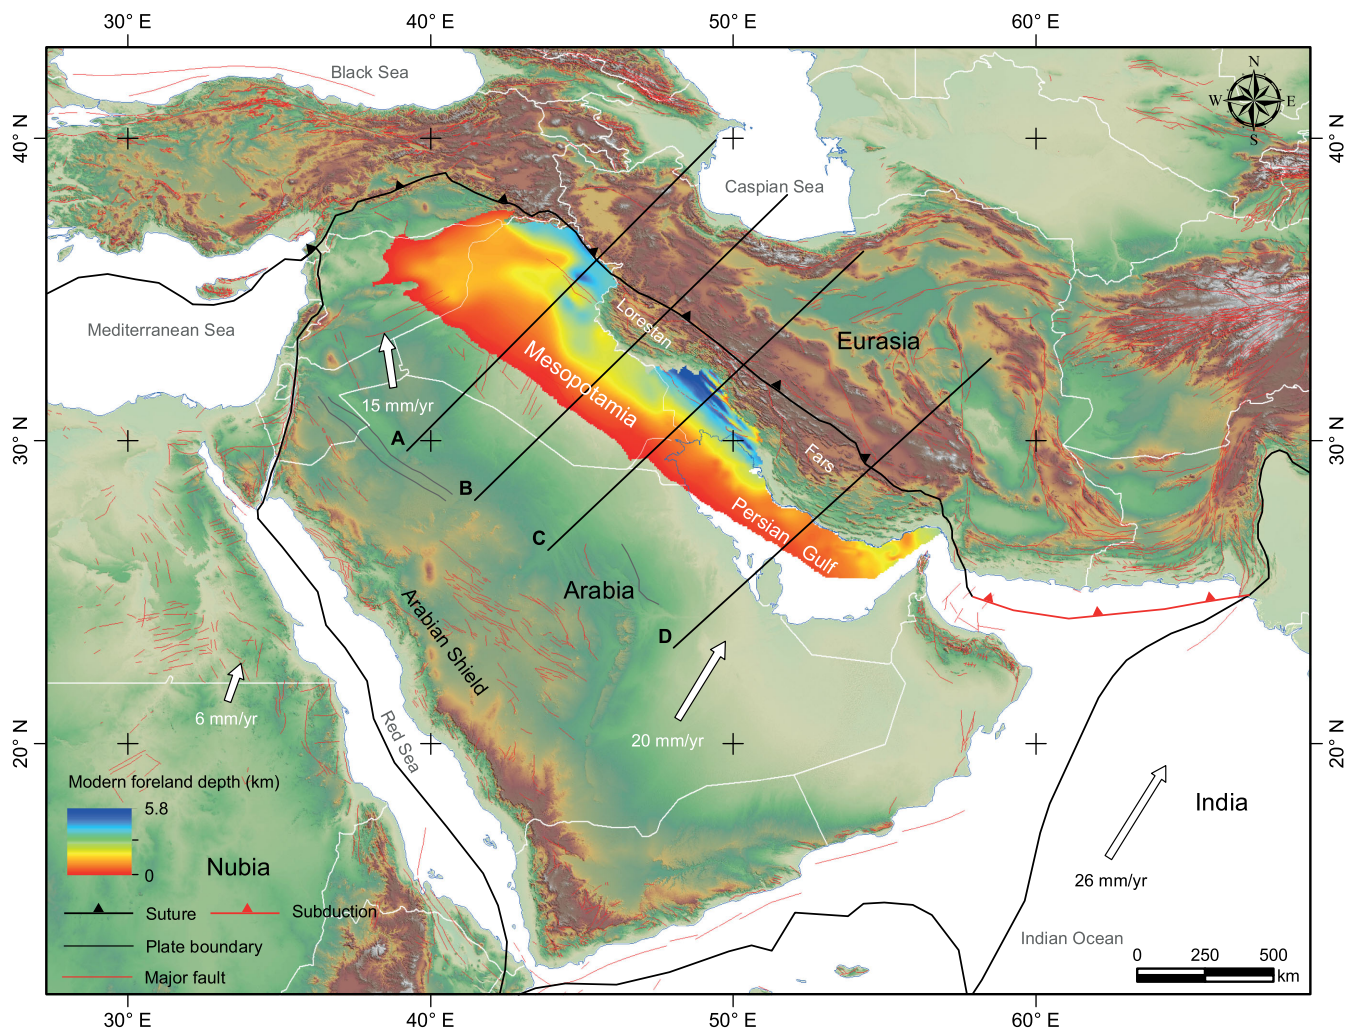 30° E
40° E
50° E
60° E
Black Sea
N
W
E
S
40° N
40° N
Caspian Sea
Mediterranean Sea
Lorestan
Eurasia
Mesopotamia
15 mm/yr
A
30° N
30° N
Fars
B
Persian Gulf
C
Arabia
Arabian Shield
D
6 mm/yr
20 mm/yr
Red Sea
20° N
20° N
Modern foreland depth (km)
5.8
0
India
Nubia
26 mm/yr
Suture
Subduction
Plate boundary
Indian Ocean
Major fault
0
250
500
km
30° E
40° E
50° E
60° E